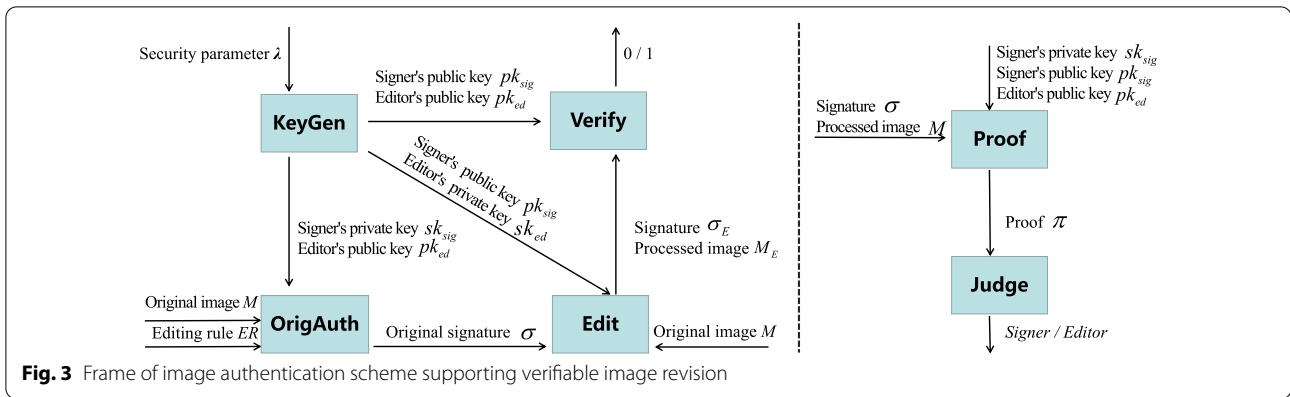 Security parameter λ
0 / 1
Signer's public key pk_sig
Editor's public key pk_ed
KeyGen
Verify
Signer's public key pk_sig
Editor's private key sk_ed
Signer's private key sk_sig
Editor's public key pk_ed
Signature σ_E
Processed image M_E
Original image M
Editing rule ER
OrigAuth
Original signature σ
Edit
Original image M
Signer's private key sk_sig
Signer's public key pk_sig
Editor's public key pk_ed
Signature σ
Processed image M
Proof
Proof π
Judge
Signer / Editor
Fig. 3 Frame of image authentication scheme supporting verifiable image revision